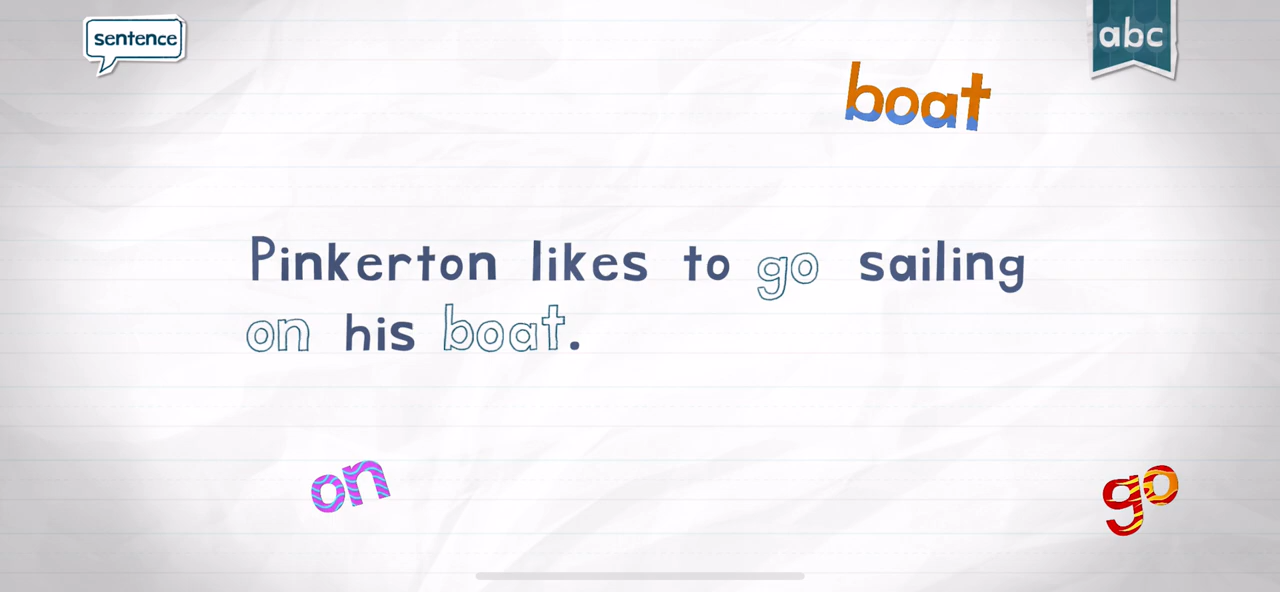 sentence
abc
boat
Pinkerton likes to go sailing
on his boat.
on
go